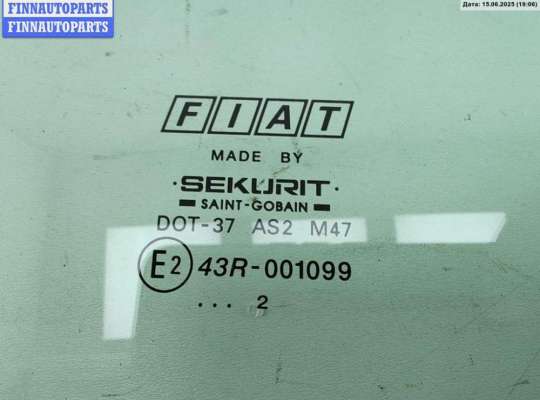 FINNAUTOPARTS
FINNAUTOPARTS
Дата: 15.06.2025 (19:06)
FIAT
MADE BY
·SEKURIT·
SAINT-GOBAIN
DOT-37 AS2 M47
E2 43R-001099
... 2